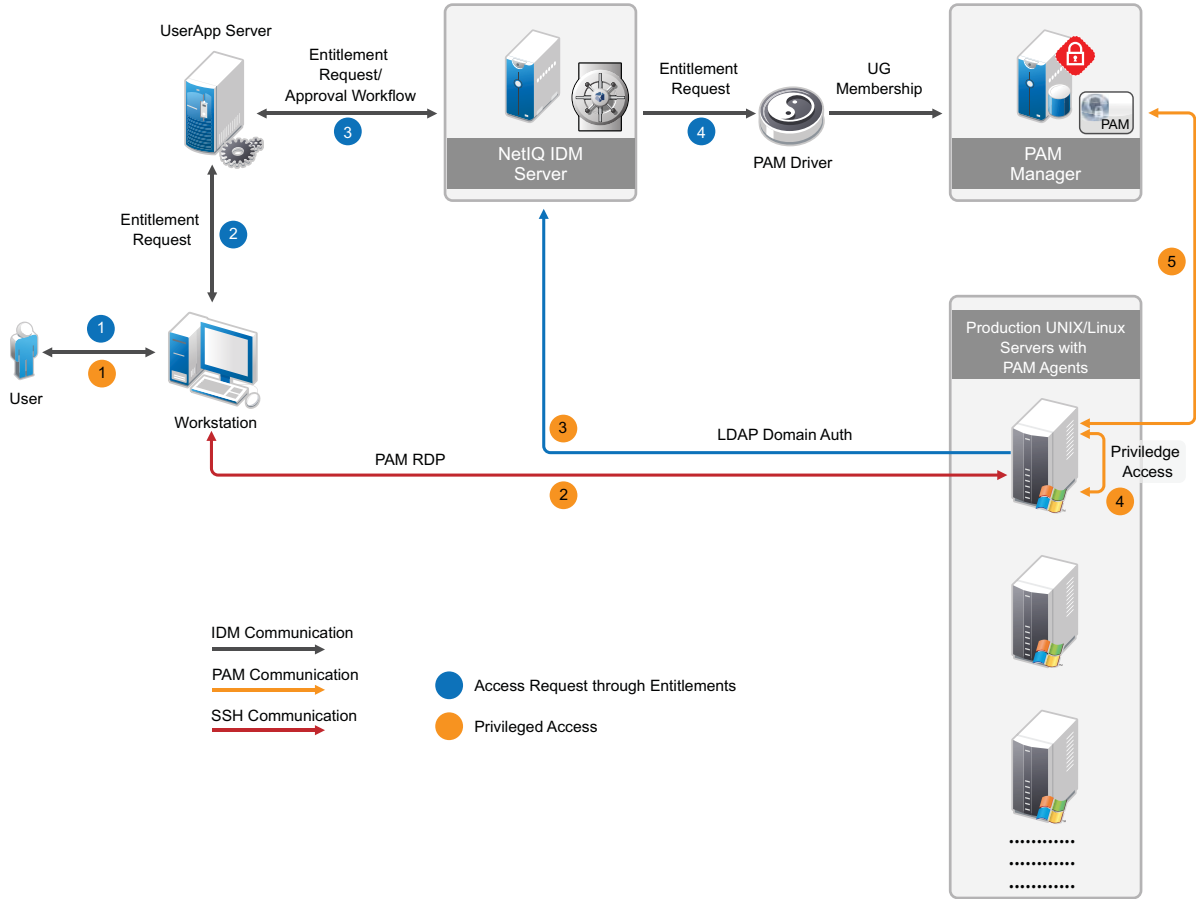 UserApp Server
Entitlement
Request/
Approval Workflow
3
NetIQ IDM
Server
Entitlement
Request
4
PAM Driver
UG
Membership
PAM
PAM
Manager
Entitlement
Request
2
5
1
1
User
Workstation
Production UNIX/Linux
Servers with
PAM Agents
3
LDAP Domain Auth
PAM RDP
2
Priviledge
Access
4
IDM Communication
PAM Communication
SSH Communication
Access Request through Entitlements
Privileged Access